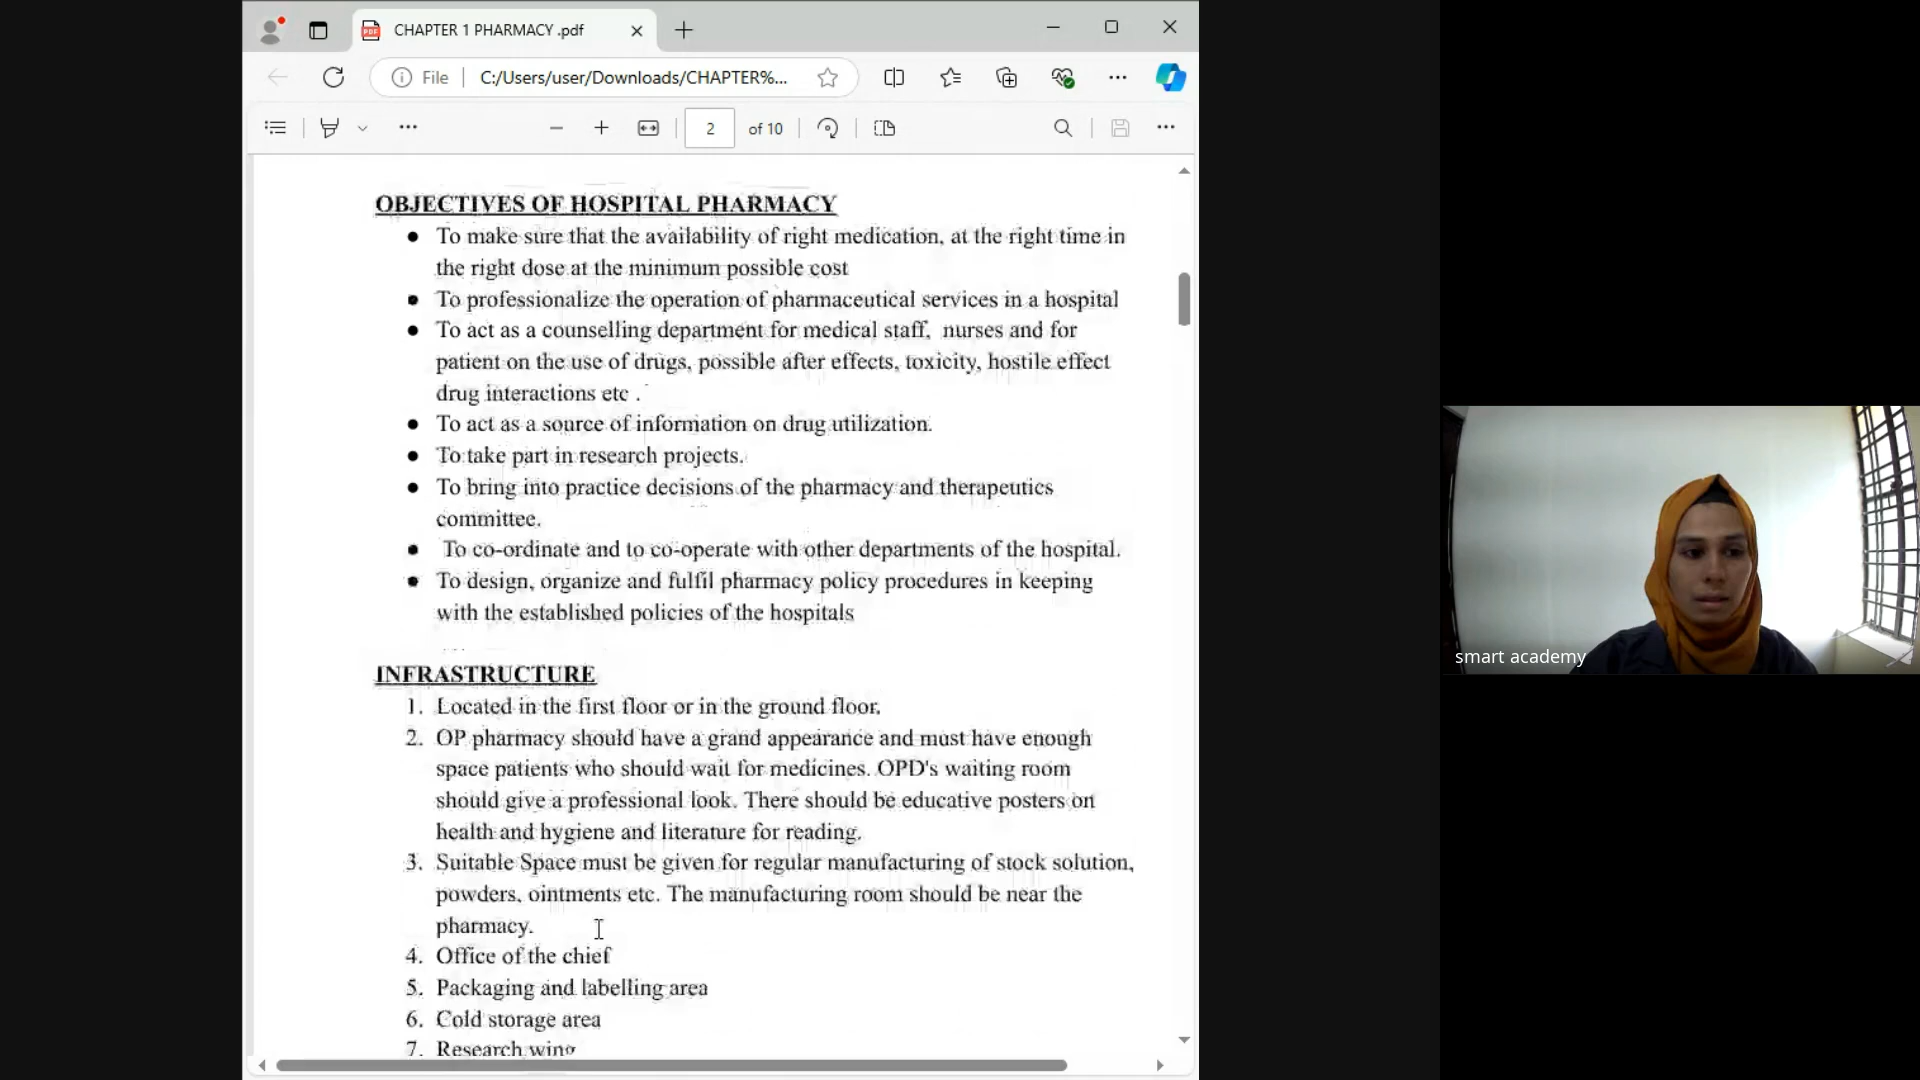 CHAPTER 1 PHARMACY .pdf
File
C:/Users/user/Downloads/CHAPTER%...
2 of 10
OBJECTIVES OF HOSPITAL PHARMACY
● To make sure that the availability of right medication, at the right time in
the right dose at the minimum possible cost
● To professionalize the operation of pharmaceutical services in a hospital
● To act as a counselling department for medical staff, nurses and for
patient on the use of drugs, possible after effects, toxicity, hostile effect
drug interactions etc .
● To act as a source of information on drug utilization.
● To take part in research projects.
● To bring into practice decisions of the pharmacy and therapeutics
committee.
● To co-ordinate and to co-operate with other departments of the hospital.
● To design, organize and fulfil pharmacy policy procedures in keeping
with the established policies of the hospitals
INFRASTRUCTURE
1. Located in the first floor or in the ground floor.
2. OP pharmacy should have a grand appearance and must have enough
space patients who should wait for medicines. OPD's waiting room
should give a professional look. There should be educative posters on
health and hygiene and literature for reading.
3. Suitable Space must be given for regular manufacturing of stock solution,
powders, ointments etc. The manufacturing room should be near the
pharmacy.
4. Office of the chief
5. Packaging and labelling area
6. Cold storage area
7. Research wing
smart academy